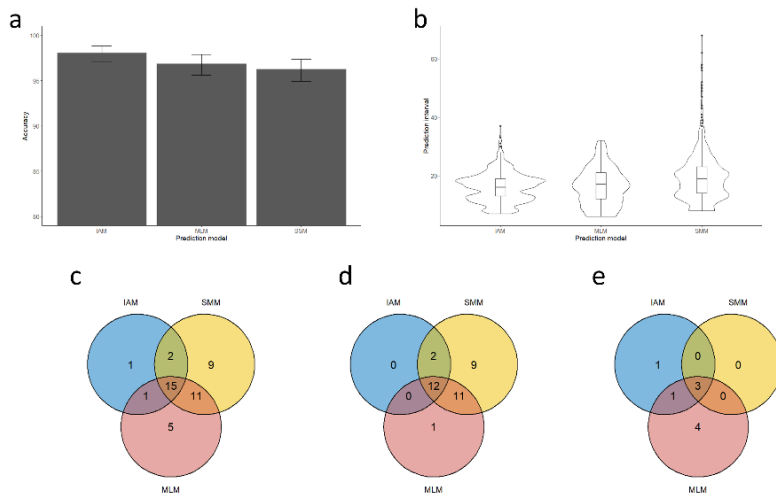 a
100
95
90
85
80
Accuracy
IAM
MLM
SMM
Prediction model
b
60
40
20
Prediction interval
IAM
MLM
SMM
Prediction model
c
IAM
SMM
1
2
9
15
1
11
5
MLM
d
IAM
SMM
0
2
9
12
0
11
1
MLM
e
IAM
SMM
1
0
0
3
1
0
4
MLM